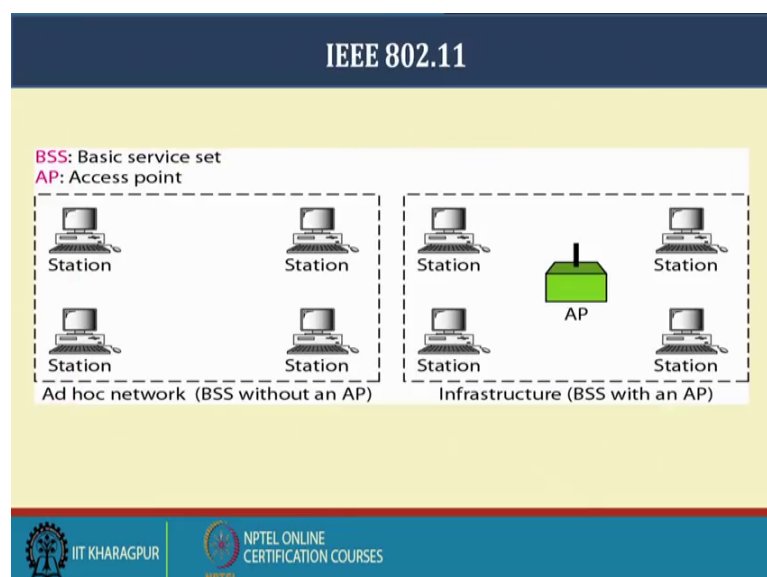 IEEE 802.11
BSS: Basic service set
AP: Access point
Station Station
Station Station
Ad hoc network (BSS without an AP)
Station Station
AP
Station Station
Infrastructure (BSS with an AP)
IIT KHARAGPUR
NPTEL ONLINE
CERTIFICATION COURSES
NPTEL